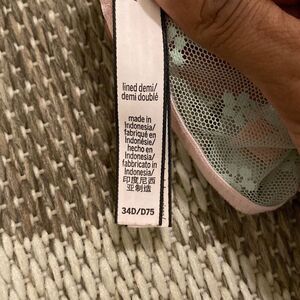 lined demi/
demi doublé
made in
Indonesia/
fabriqué en
Indonésie/
hecho en
Indonesia/
fabbricato in
Indonesia/
印度尼西
亚制造
34D/D75